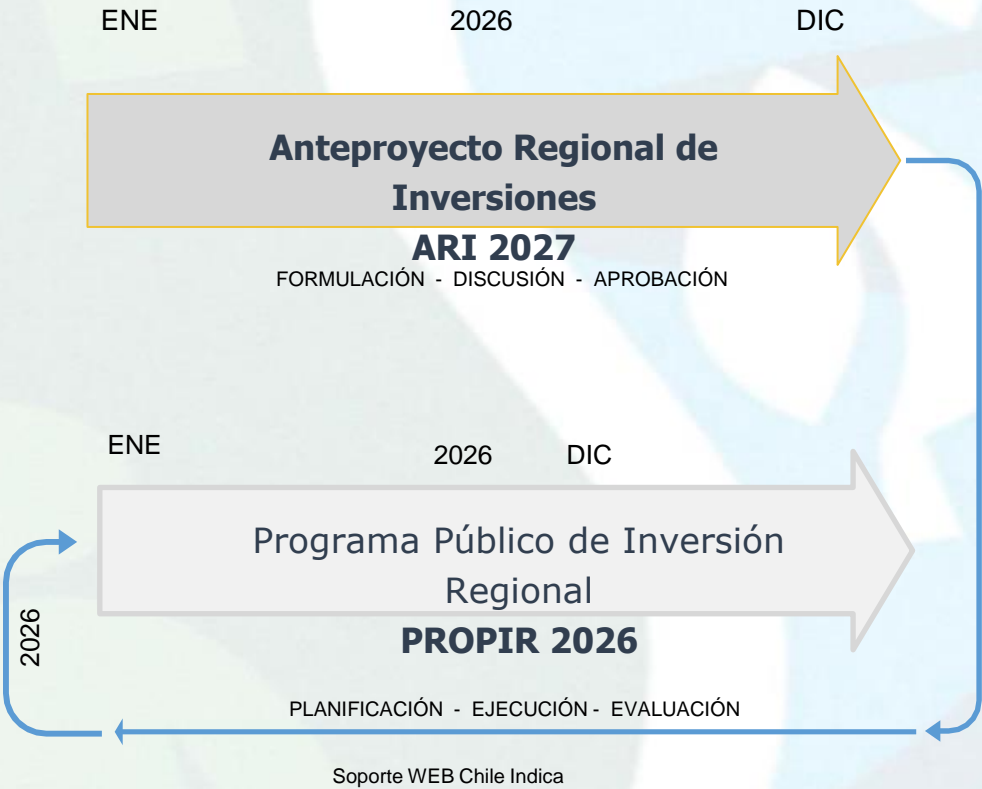 ENE 2026 DIC
Anteproyecto Regional de
Inversiones
ARI 2027
FORMULACIÓN - DISCUSIÓN - APROBACIÓN
ENE 2026 DIC
Programa Público de Inversión
Regional
PROPIR 2026
2026
PLANIFICACIÓN - EJECUCIÓN - EVALUACIÓN
Soporte WEB Chile Indica